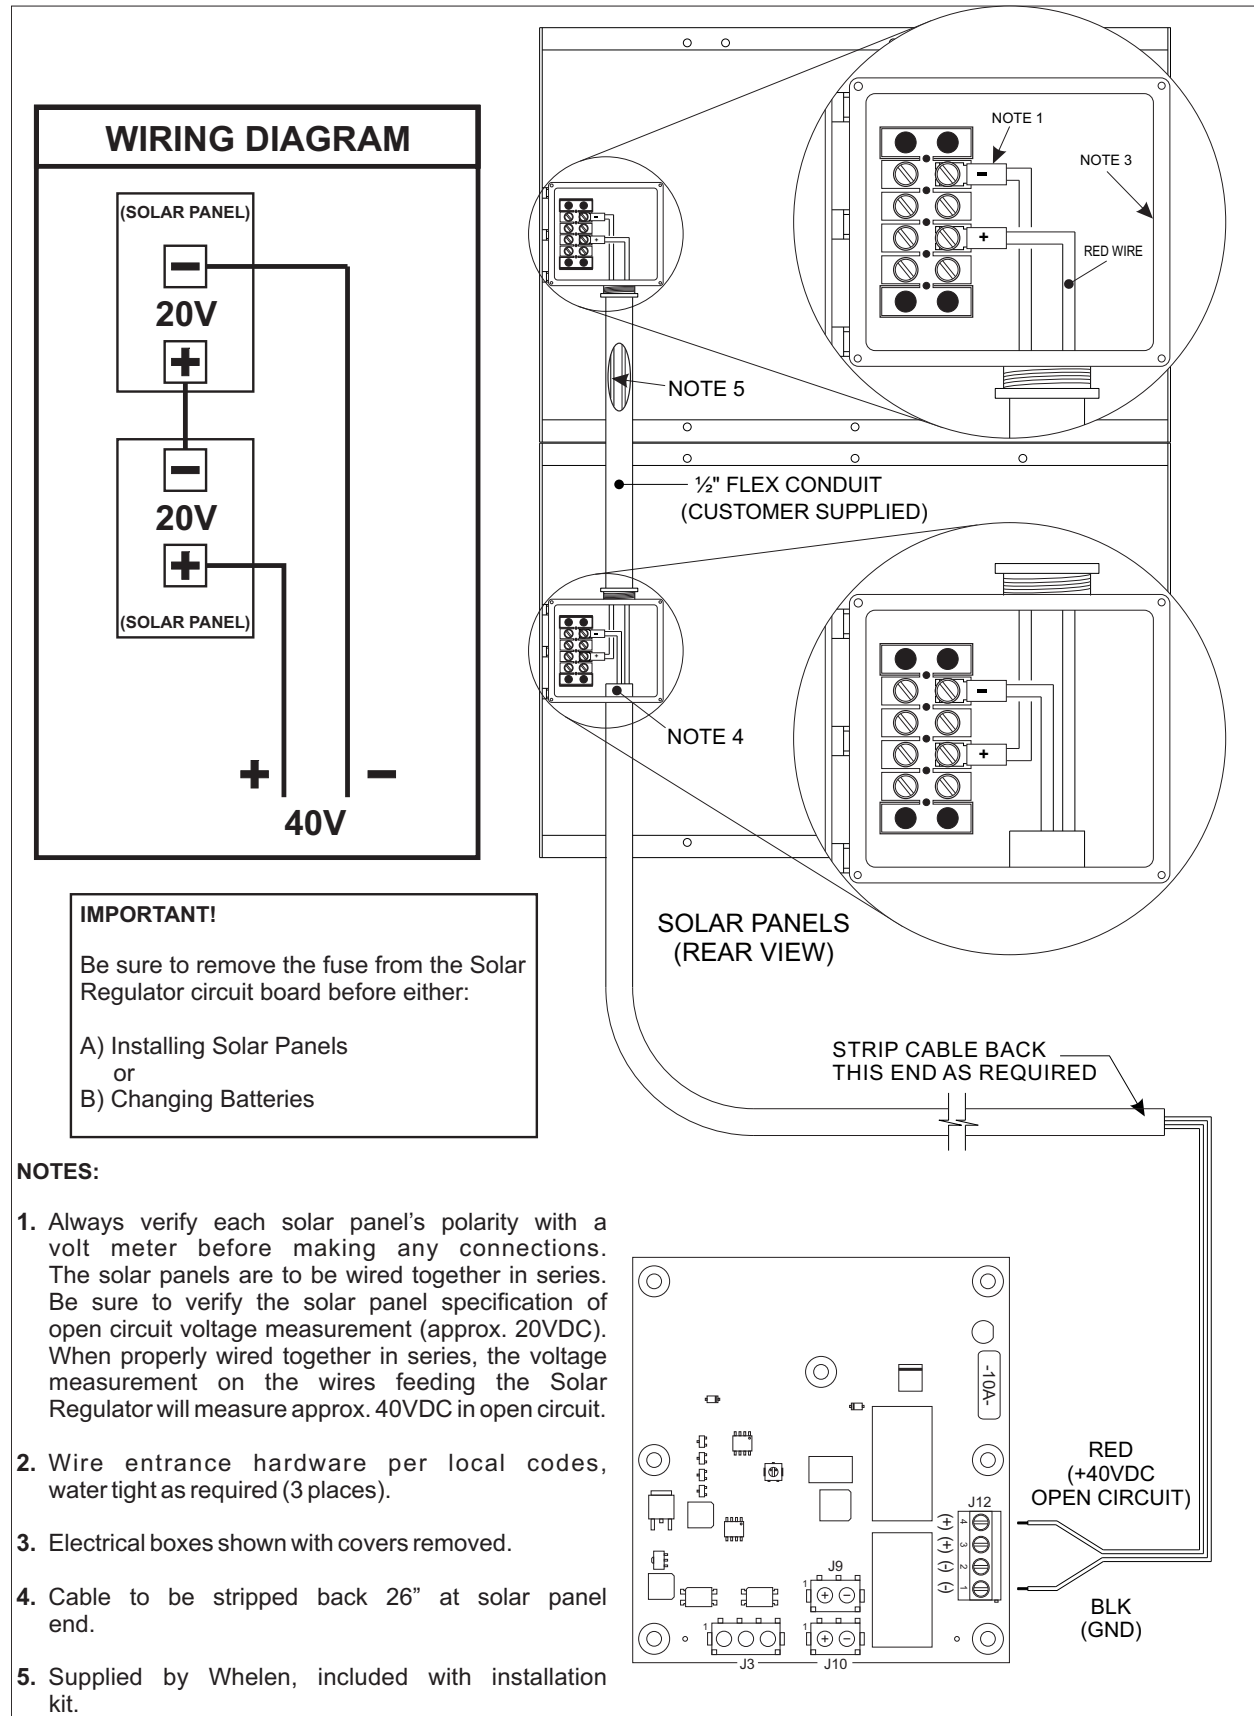 WIRING DIAGRAM
(SOLAR PANEL)
−
20V
+
−
20V
+
(SOLAR PANEL)
+ −
40V
NOTE 1
NOTE 3
-
+
RED WIRE
-
+
NOTE 5
½" FLEX CONDUIT
(CUSTOMER SUPPLIED)
-
+
NOTE 4
-
+
SOLAR PANELS
(REAR VIEW)
IMPORTANT!
Be sure to remove the fuse from the Solar
Regulator circuit board before either:
A) Installing Solar Panels
or
B) Changing Batteries
STRIP CABLE BACK
THIS END AS REQUIRED
NOTES:
1. Always verify each solar panel's polarity with a
volt meter before making any connections.
The solar panels are to be wired together in series.
Be sure to verify the solar panel specification of
open circuit voltage measurement (approx. 20VDC).
When properly wired together in series, the voltage
measurement on the wires feeding the Solar
Regulator will measure approx. 40VDC in open circuit.
2. Wire entrance hardware per local codes,
water tight as required (3 places).
3. Electrical boxes shown with covers removed.
4. Cable to be stripped back 26” at solar panel
end.
5. Supplied by Whelen, included with installation
kit.
-10A-
RED
(+40VDC
OPEN CIRCUIT)
J12
(+) 4
(+) 3
(-) 2
(-) 1
BLK
(GND)
J9
1 + −
1
J3
1 + −
J10